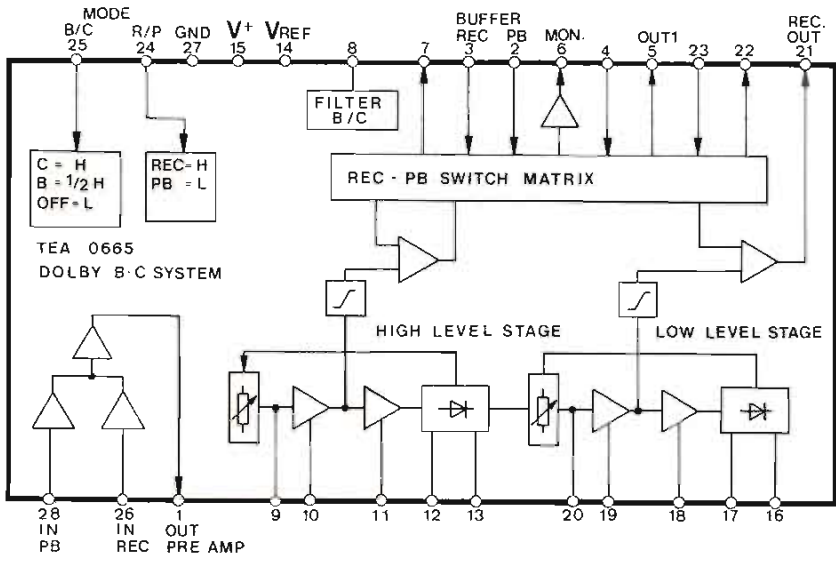 MODE
B/C
R/P
GND
V+
VREF
BUFFER
REC
PB
MON.
OUT1
REC.
OUT
25
24
27
15
14
8
7
3
2
6
4
5
23
22
21
FILTER
B/C
C = H
B = 1/2 H
OFF = L
REC = H
PB = L
REC - PB SWITCH MATRIX
TEA 0665
DOLBY B·C SYSTEM
HIGH LEVEL STAGE
LOW LEVEL STAGE
28
IN
PB
26
IN
REC
1
OUT
PRE AMP
9
10
11
12
13
20
19
18
17
16